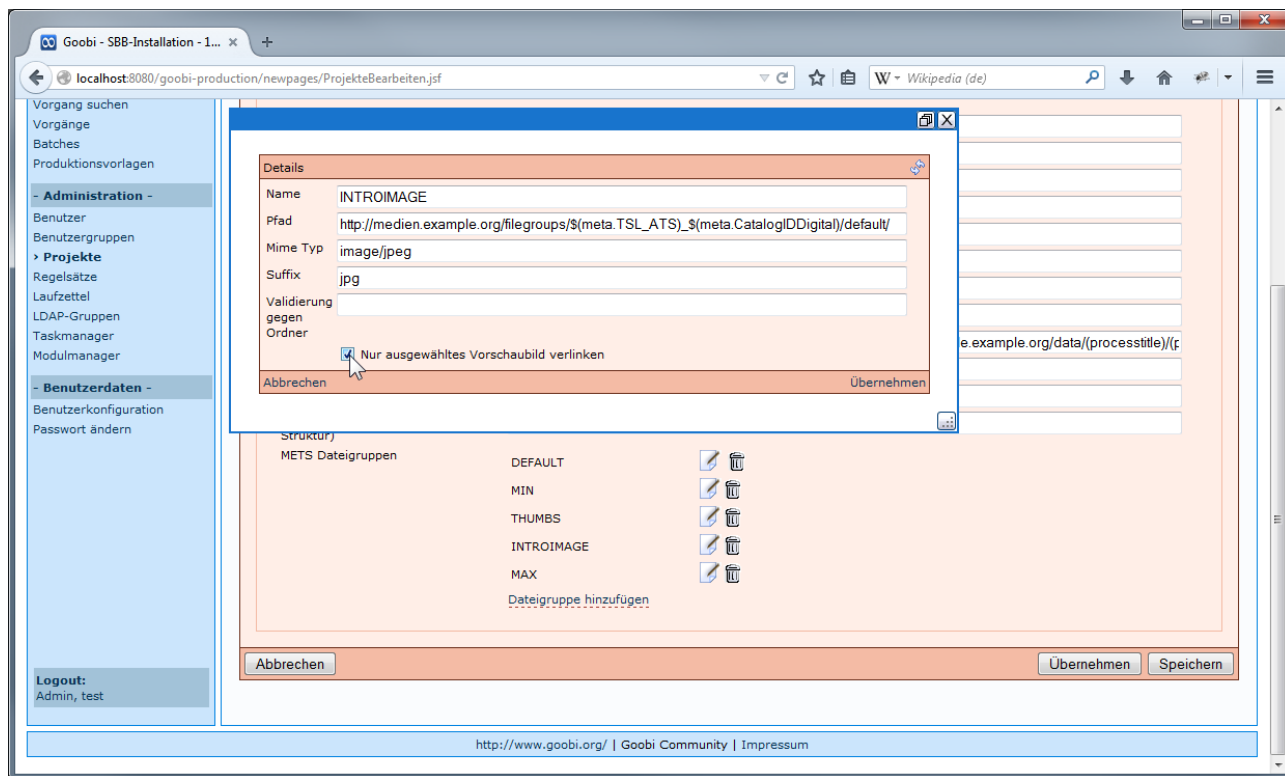 Goobi - SBB-Installation - 1...
localhost:8080/goobi-production/newpages/ProjekteBearbeiten.jsf
W Wikipedia (de)
Vorgang suchen
Vorgänge
Batches
Produktionsvorlagen
- Administration -
Benutzer
Benutzergruppen
› Projekte
Regelsätze
Laufzettel
LDAP-Gruppen
Taskmanager
Modulmanager
- Benutzerdaten -
Benutzerkonfiguration
Passwort ändern
Logout:
Admin, test
Details
Name INTROIMAGE
Pfad http://medien.example.org/filegroups/$(meta.TSL_ATS)_$(meta.CatalogIDDigital)/default/
Mime Typ image/jpeg
Suffix jpg
Validierung
gegen
Ordner
Nur ausgewähltes Vorschaubild verlinken
Abbrechen Übernehmen
e.example.org/data/(processtitle)/(p
Struktur)
METS Dateigruppen
DEFAULT
MIN
THUMBS
INTROIMAGE
MAX
Dateigruppe hinzufügen
Abbrechen Übernehmen Speichern
http://www.goobi.org/ | Goobi Community | Impressum